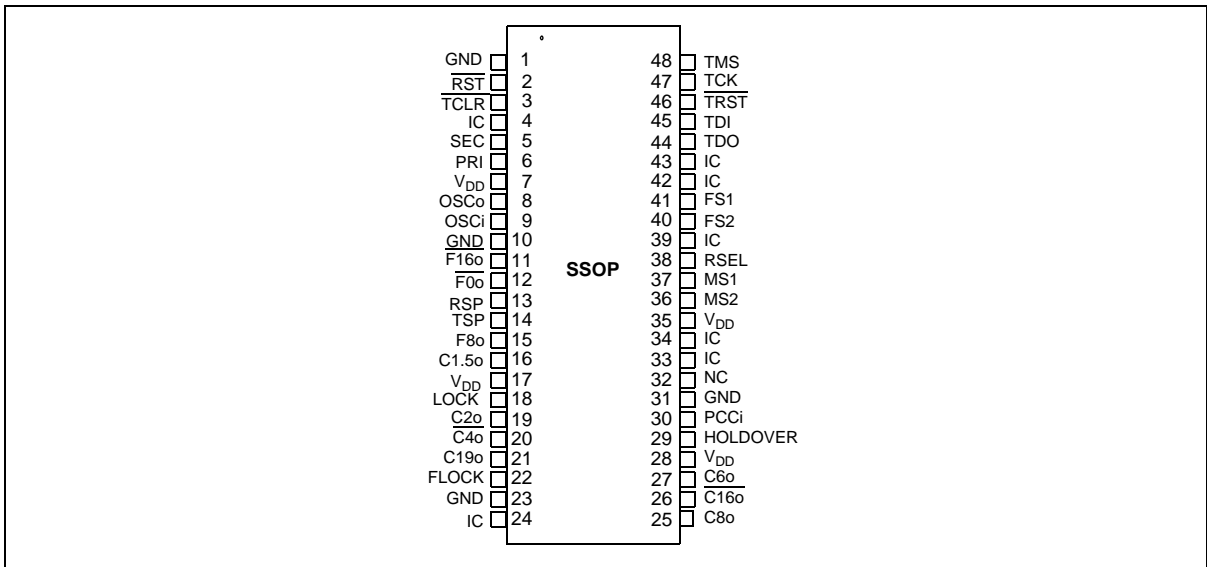 GND 1 48 TMS
RST 2 47 TCK
TCLR 3 46 TRST
IC 4 45 TDI
SEC 5 44 TDO
PRI 6 43 IC
VDD 7 42 IC
OSCo 8 41 FS1
OSCi 9 40 FS2
GND 10 39 IC
F16o 11 38 RSEL
SSOP
F0o 12 37 MS1
RSP 13 36 MS2
TSP 14 35 VDD
F8o 15 34 IC
C1.5o 16 33 IC
VDD 17 32 NC
LOCK 18 31 GND
C2o 19 30 PCCi
C4o 20 29 HOLDOVER
C19o 21 28 VDD
FLOCK 22 27 C6o
GND 23 26 C16o
IC 24 25 C8o